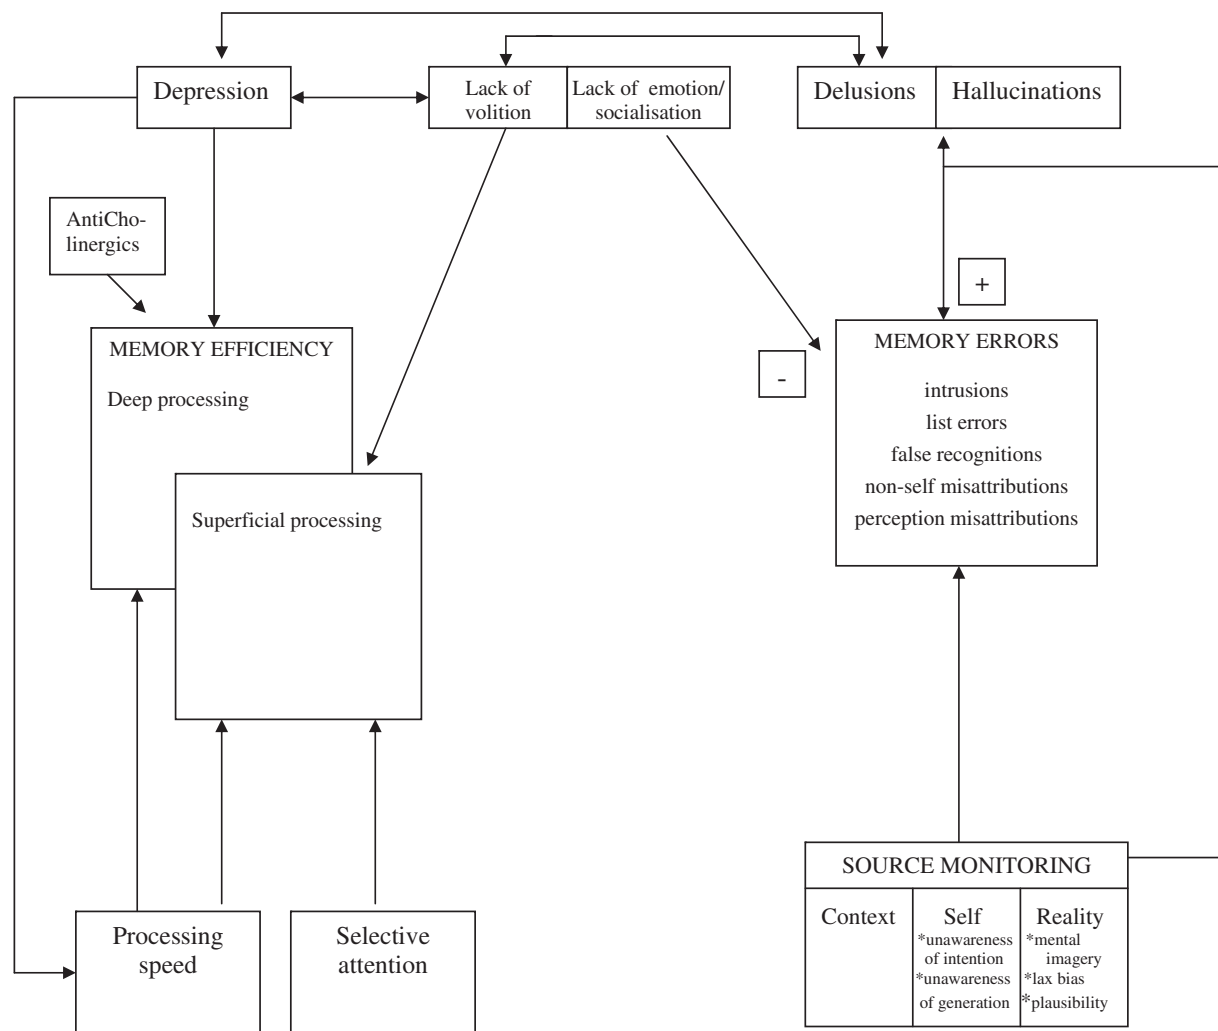 Depression
Lack of
volition
Lack of emotion/
socialisation
Delusions
Hallucinations
AntiCho-
linergics
+
-
MEMORY EFFICIENCY
Deep processing
Superficial processing
MEMORY ERRORS
intrusions
list errors
false recognitions
non-self misattributions
perception misattributions
Processing
speed
Selective
attention
SOURCE MONITORING
Context
Self
*unawareness
of intention
*unawareness
of generation
Reality
*mental
imagery
*lax bias
*plausibility